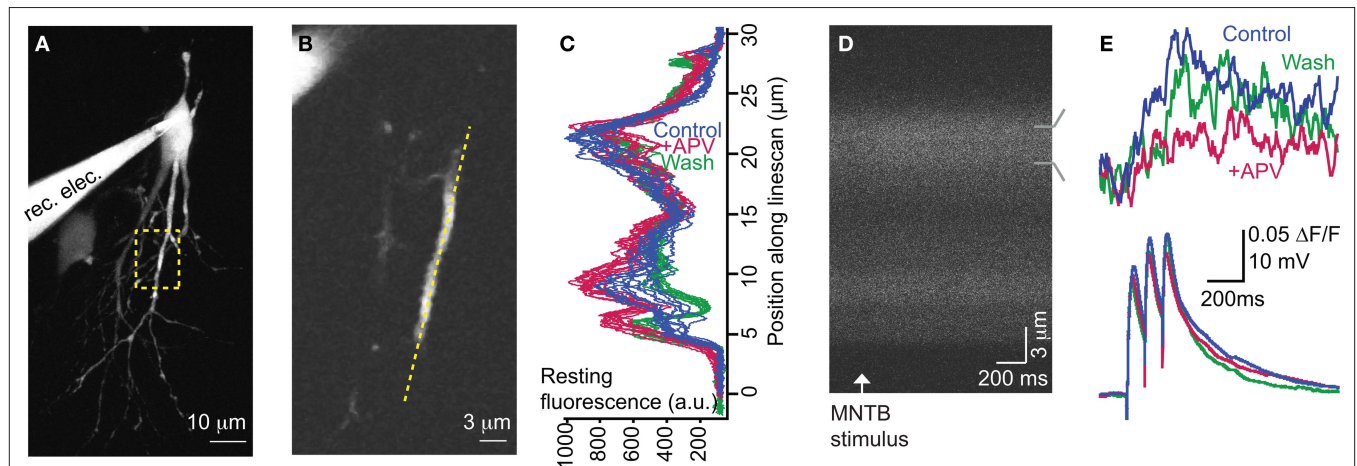 A
rec. elec.
10 μm
B
3 μm
C
Control
+APV
Wash
30
25
20
15
10
5
0
Position along linescan (μm)
Resting
fluorescence (a.u.)
1000
800
600
400
200
D
3 μm
200 ms
MNTB
stimulus
E
Control
Wash
+APV
0.05 ΔF/F
10 mV
200ms